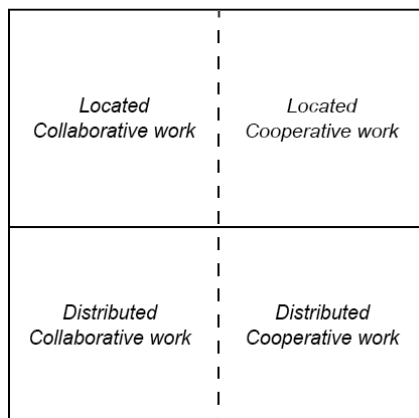 Located
Collaborative work
Located
Cooperative work
Distributed
Collaborative work
Distributed
Cooperative work